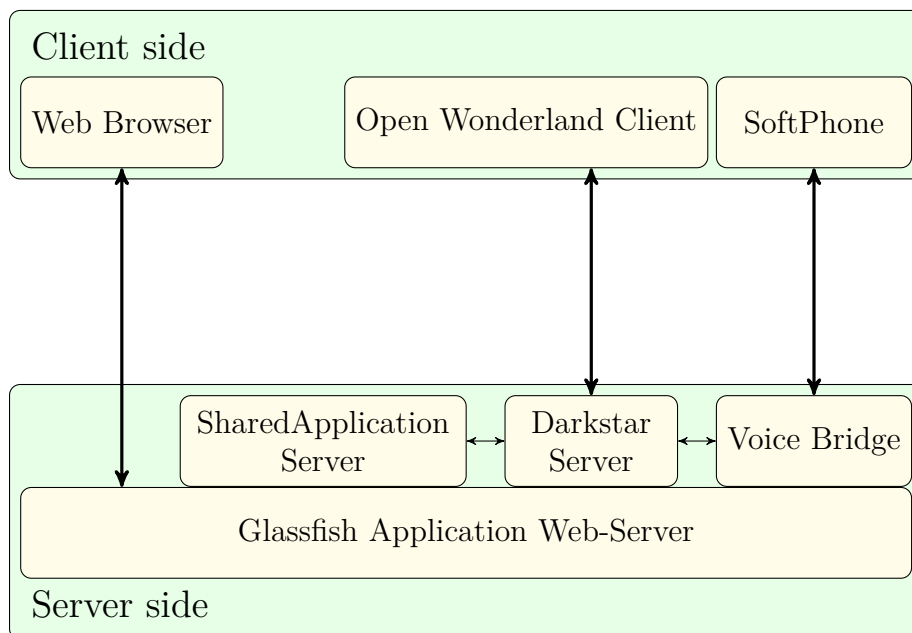 Client side
Web Browser
Open Wonderland Client
SoftPhone
SharedApplication
Server
Darkstar
Server
Voice Bridge
Glassfish Application Web-Server
Server side